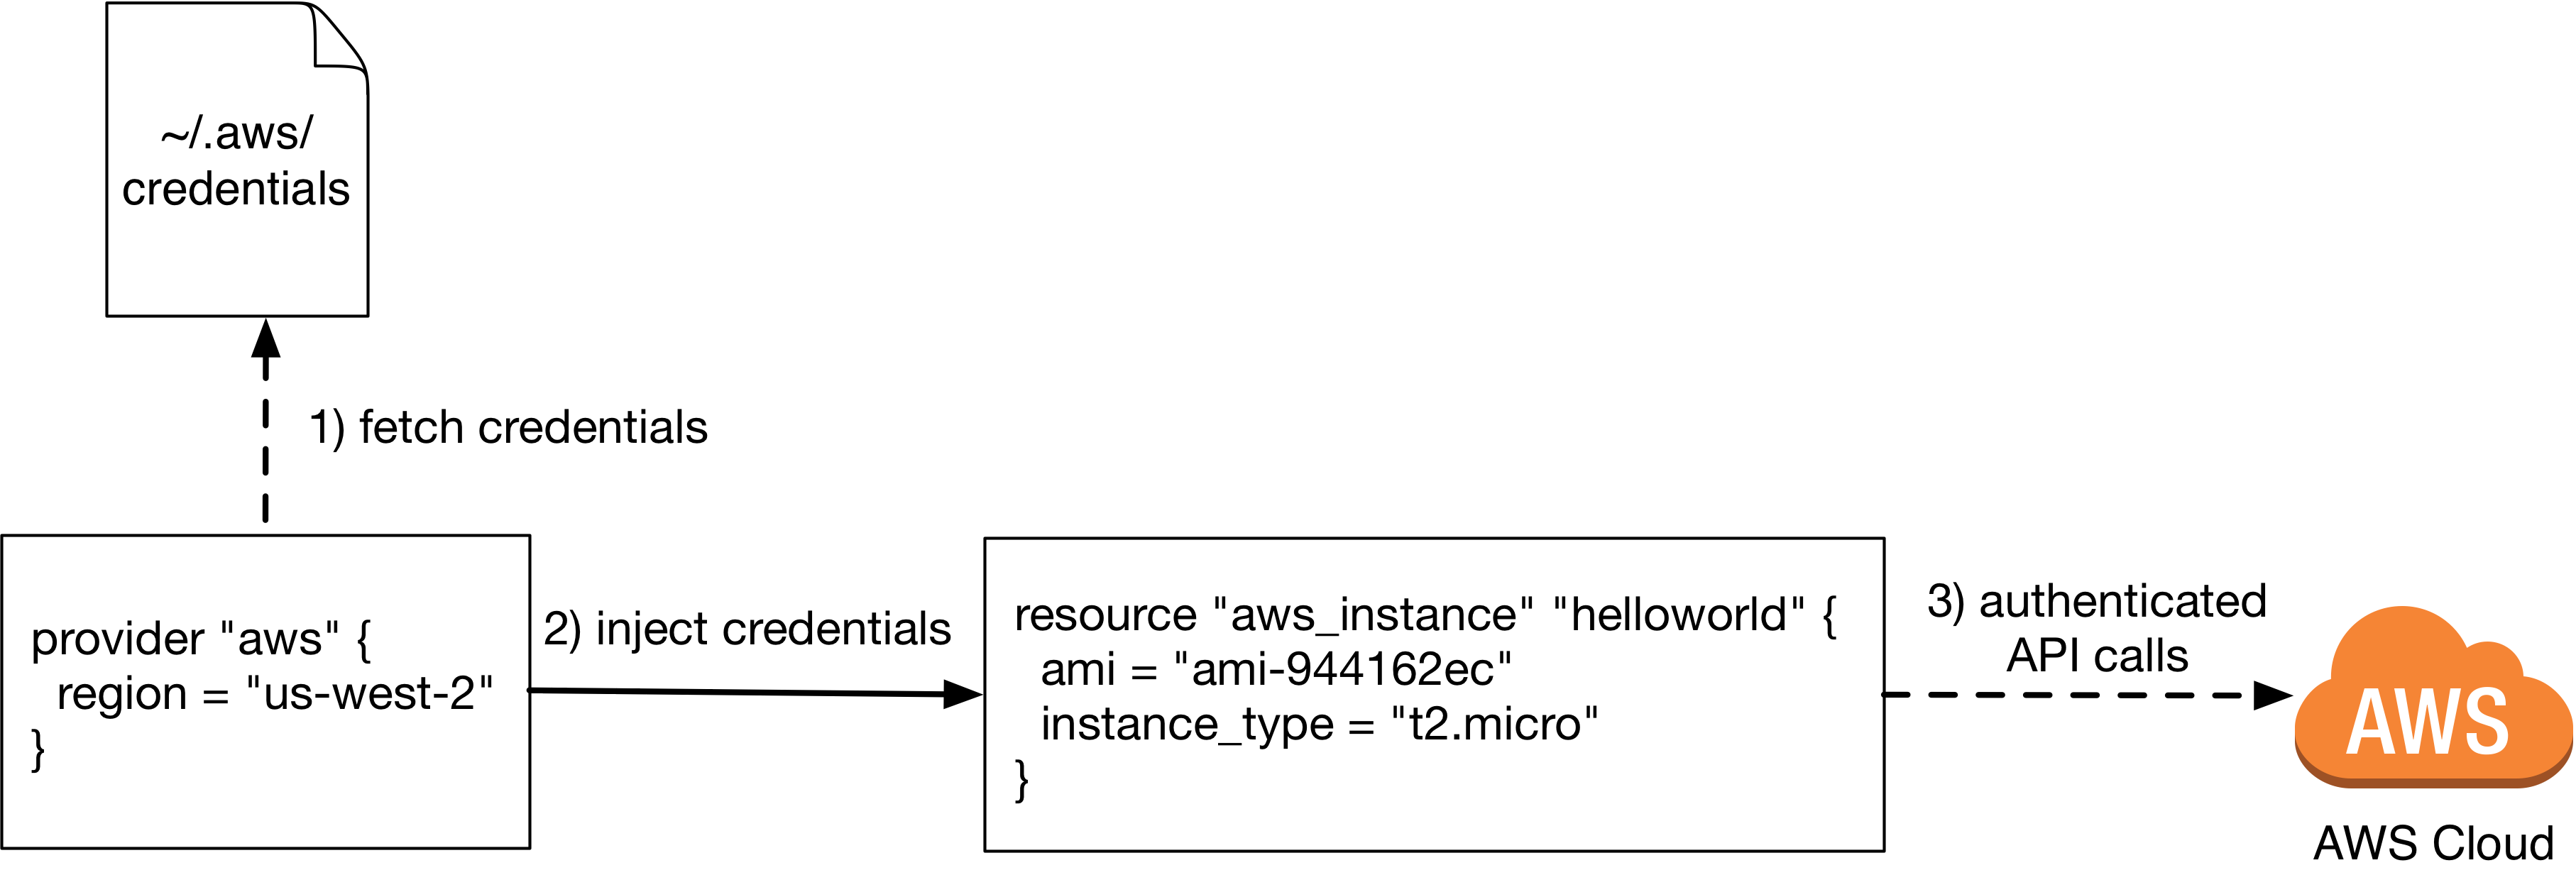 ~/.aws/
credentials
1) fetch credentials
provider "aws" {
region = "us-west-2"
}
2) inject credentials
resource "aws_instance" "helloworld" {
ami = "ami-944162ec"
instance_type = "t2.micro"
}
3) authenticated
API calls
AWS
AWS Cloud